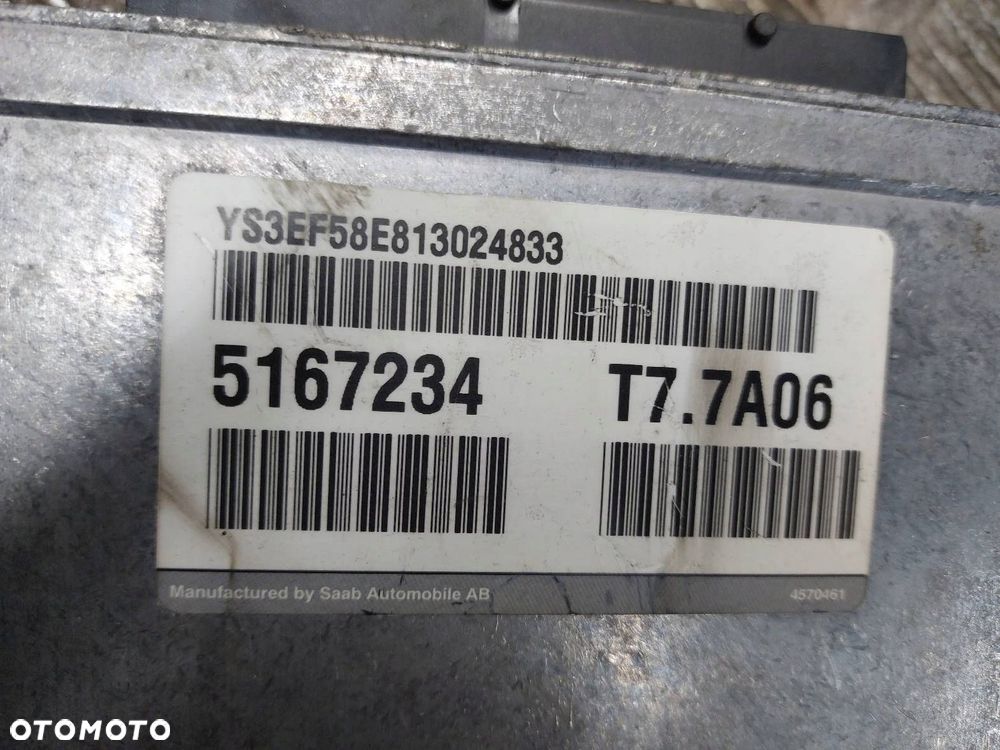 YS3EF58E813024833
5167234 T7.7A06
Manufactured by Saab Automobile AB 4570461
OTOMOTO